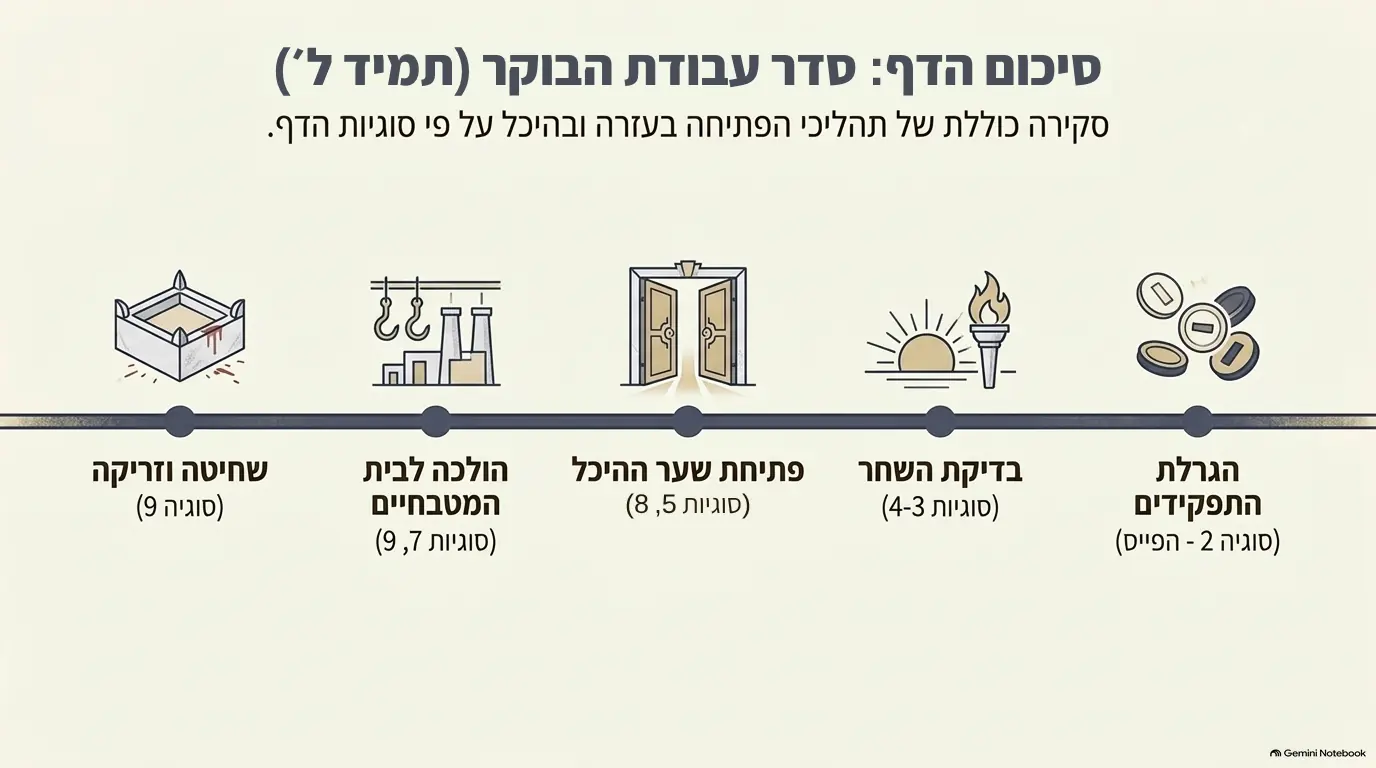 סיכום הדף: סדר עבודת הבוקר (תמיד ל׳)
סקירה כוללת של תהליכי הפתיחה בעזרה ובהיכל על פי סוגיות הדף.
הגרלת
התפקידים
(סוגיה 2 - הפייס)
בדיקת השחר
(סוגיות 4-3)
פתיחת שער ההיכל
(סוגיות 5, 8)
הולכה לבית
המטבחיים
(סוגיות 7, 9)
שחיטה וזריקה
(סוגיה 9)
Gemini Notebook